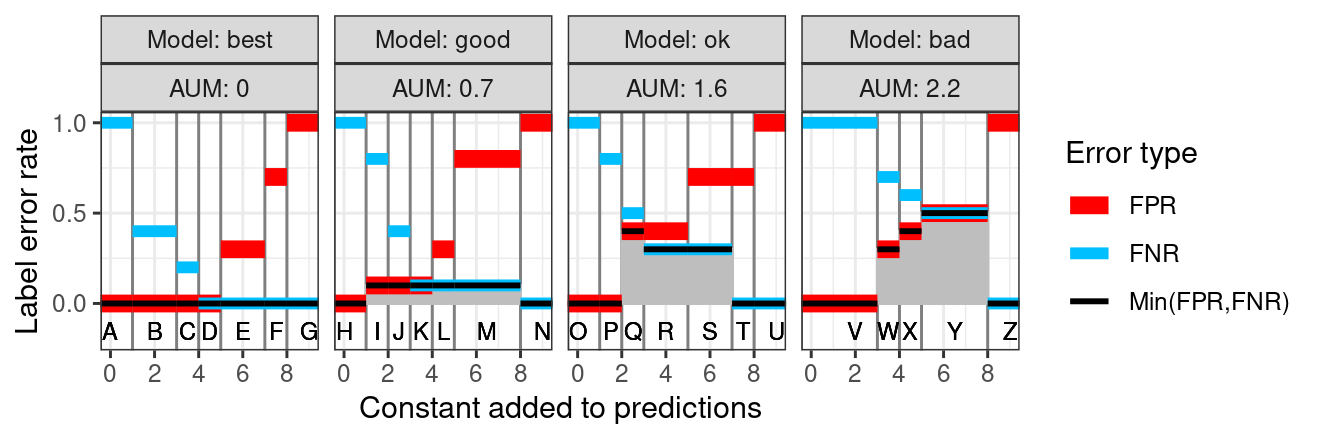 Model: best
Model: good
Model: ok
Model: bad
AUM: 0
AUM: 0.7
AUM: 1.6
AUM: 2.2
Label error rate
1.0
0.5
0.0
A B C D E F G
H I J K L M N
O P Q R S T U
V W X Y Z
0 2 4 6 8
0 2 4 6 8
0 2 4 6 8
0 2 4 6 8
Constant added to predictions
Error type
FPR
FNR
Min(FPR,FNR)